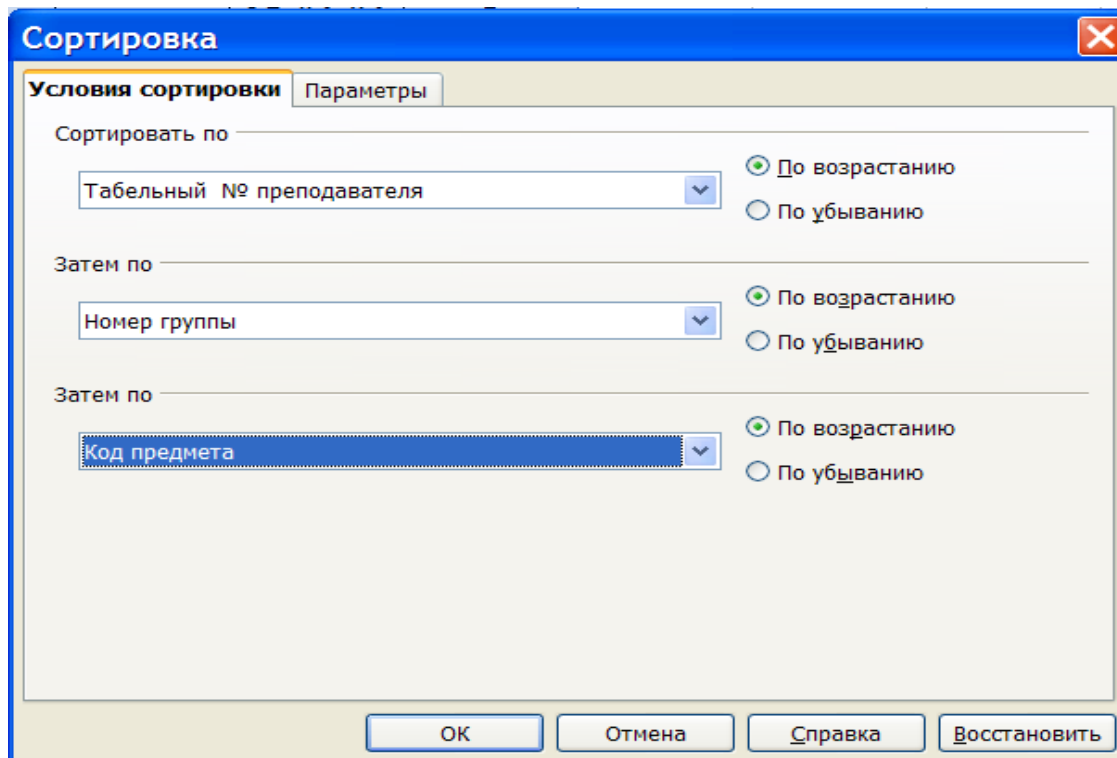 Сортировка
Условия сортировки Параметры
Сортировать по
Табельный № преподавателя
По возрастанию
По убыванию
Затем по
Номер группы
По возрастанию
По убыванию
Затем по
Код предмета
По возрастанию
По убыванию
ОК Отмена Справка Восстановить